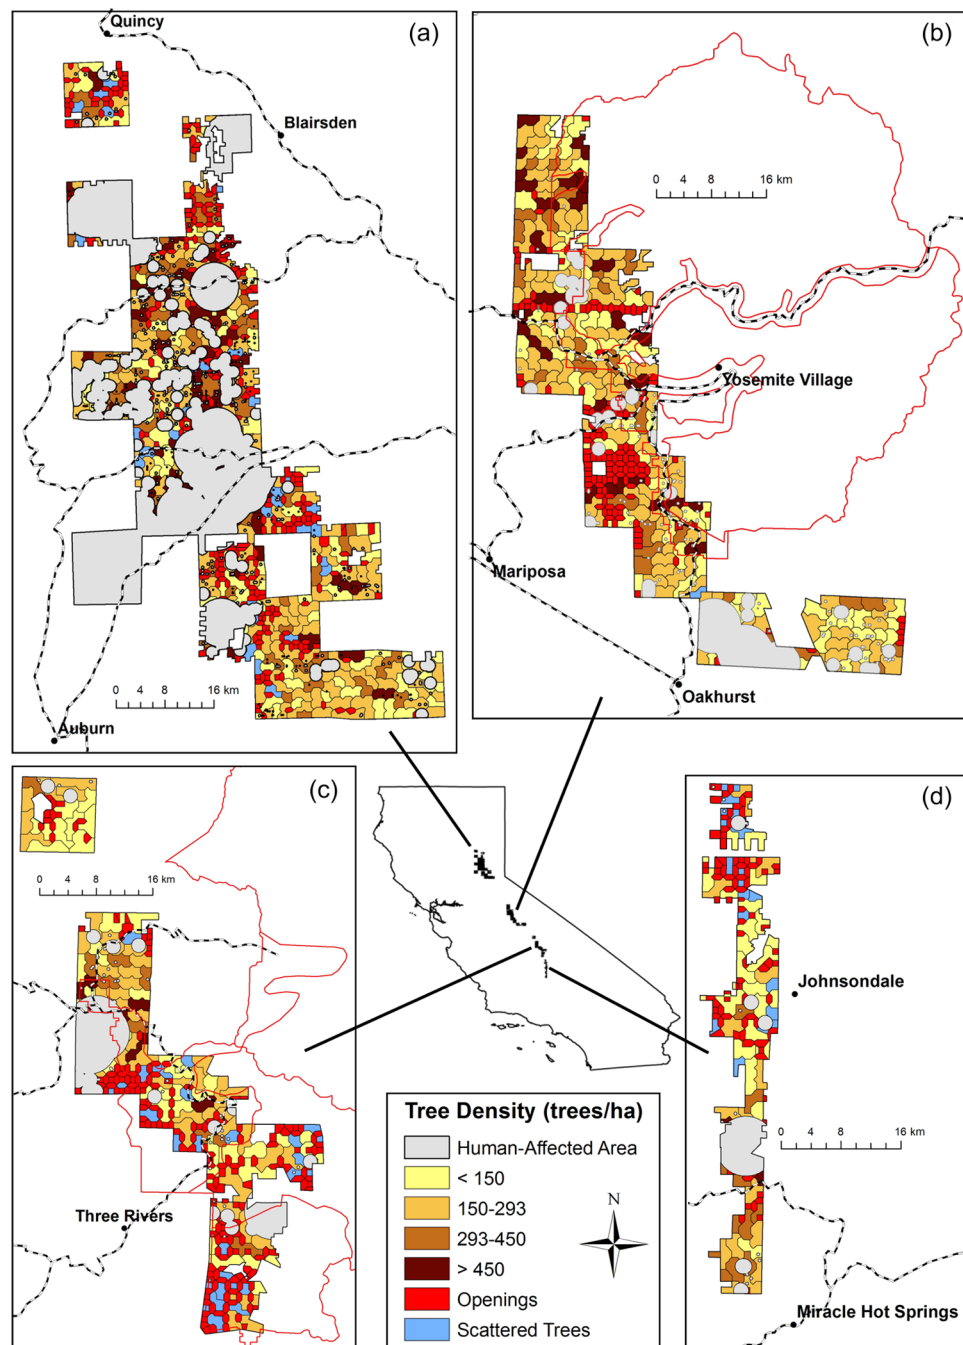 (a)
Quincy
Blairsden
0 4 8 16 km
Auburn
(b)
0 4 8 16 km
Yosemite Village
Mariposa
Oakhurst
(c)
0 4 8 16 km
Three Rivers
(d)
Johnsondale
0 4 8 16 km
Miracle Hot Springs
Tree Density (trees/ha)
Human-Affected Area
< 150
150-293
293-450
> 450
Openings
Scattered Trees
N